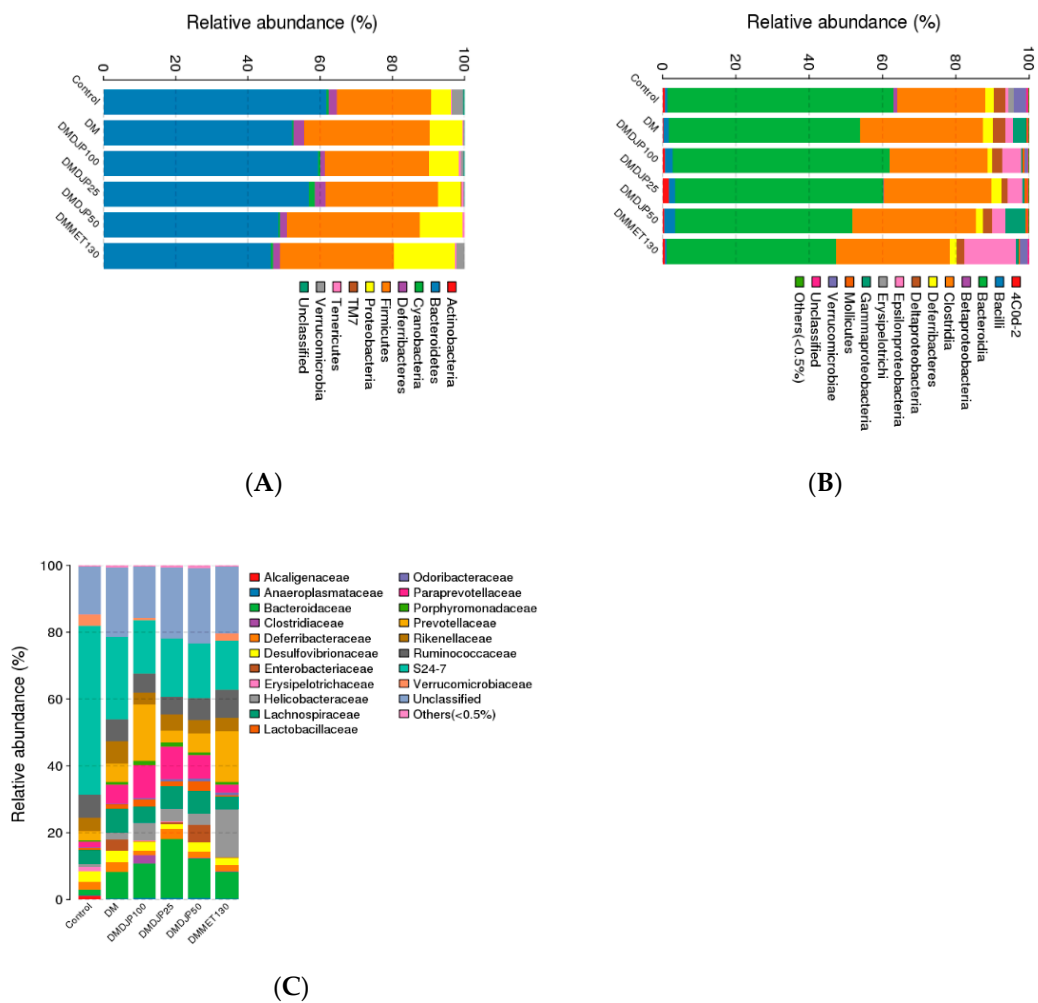 Relative abundance (%)
0 20 40 60 80 100
Control
DM
DMDJP100
DMDJP25
DMDJP50
DMMET130
Actinobacteria
Bacteroidetes
Cyanobacteria
Deferribacteres
Firmicutes
Proteobacteria
TM7
Tenericutes
Verrucomicrobia
Unclassified
(A)
Relative abundance (%)
0 20 40 60 80 100
Control
DM
DMDJP100
DMDJP25
DMDJP50
DMMET130
4C0d-2
Bacilli
Bacteroidia
Betaproteobacteria
Clostridia
Deferribacteres
Deltaproteobacteria
Epsilonproteobacteria
Erysipelotrichi
Gammaproteobacteria
Mollicutes
Verrucomicrobiae
Unclassified
Others(<0.5%)
(B)
Relative abundance (%)
100
80
60
40
20
0
Control
DM
DMDJP100
DMDJP25
DMDJP50
DMMET130
Alcaligenaceae
Anaeroplasmataceae
Bacteroidaceae
Clostridiaceae
Deferribacteraceae
Desulfovibrionaceae
Enterobacteriaceae
Erysipelotrichaceae
Helicobacteraceae
Lachnospiraceae
Lactobacillaceae
Odoribacteraceae
Paraprevotellaceae
Porphyromonadaceae
Prevotellaceae
Rikenellaceae
Ruminococcaceae
S24-7
Verrucomicrobiaceae
Unclassified
Others(<0.5%)
(C)